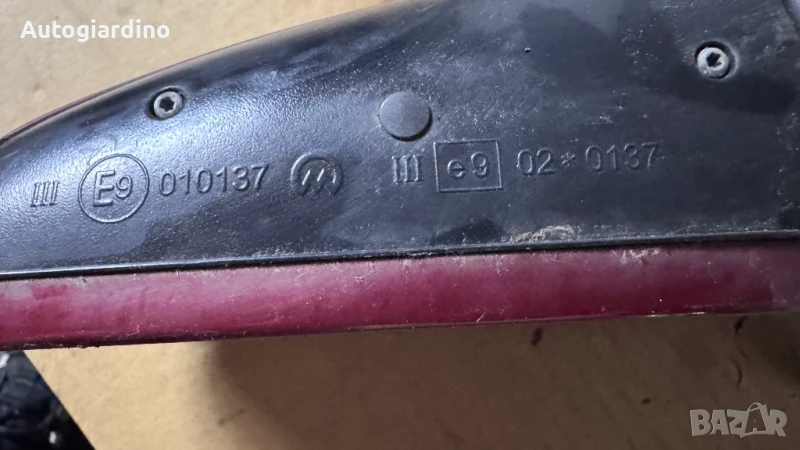 Autogiardino
III E9 010137 III e9 02*0137
BAZAR